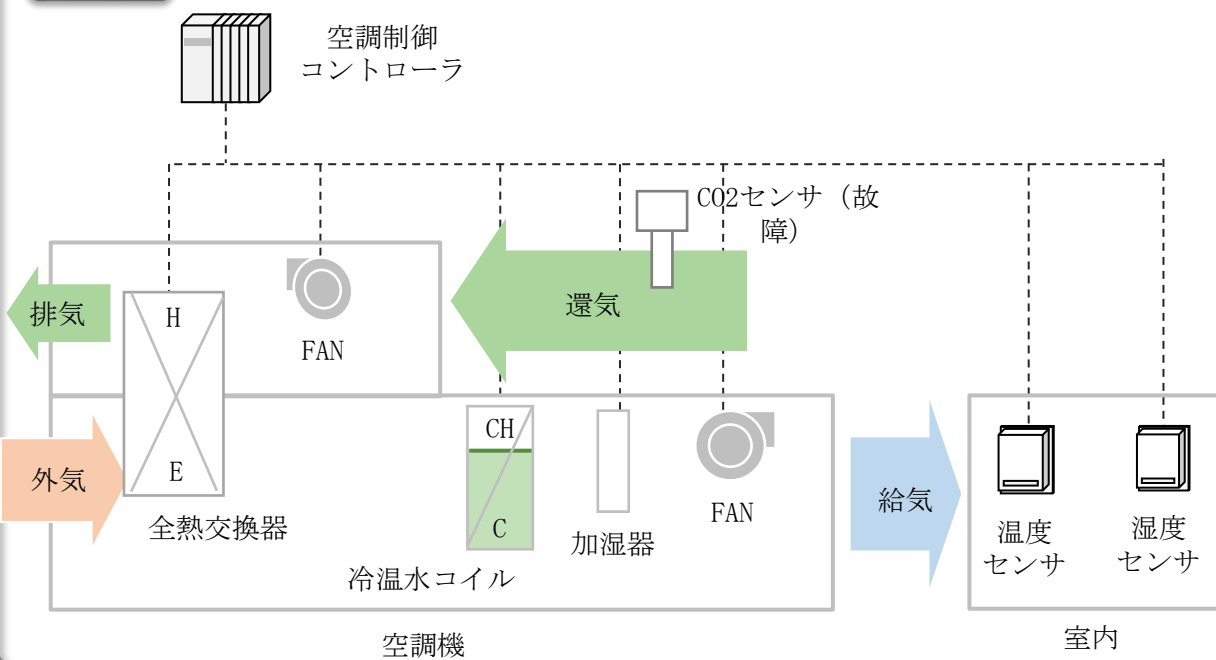 空調制御
コントローラ
CO2センサ（故
障）
排気
H
FAN
還気
外気
E
全熱交換器
CH
C
冷温水コイル
加湿器
FAN
給気
温度
センサ
湿度
センサ
空調機
室内